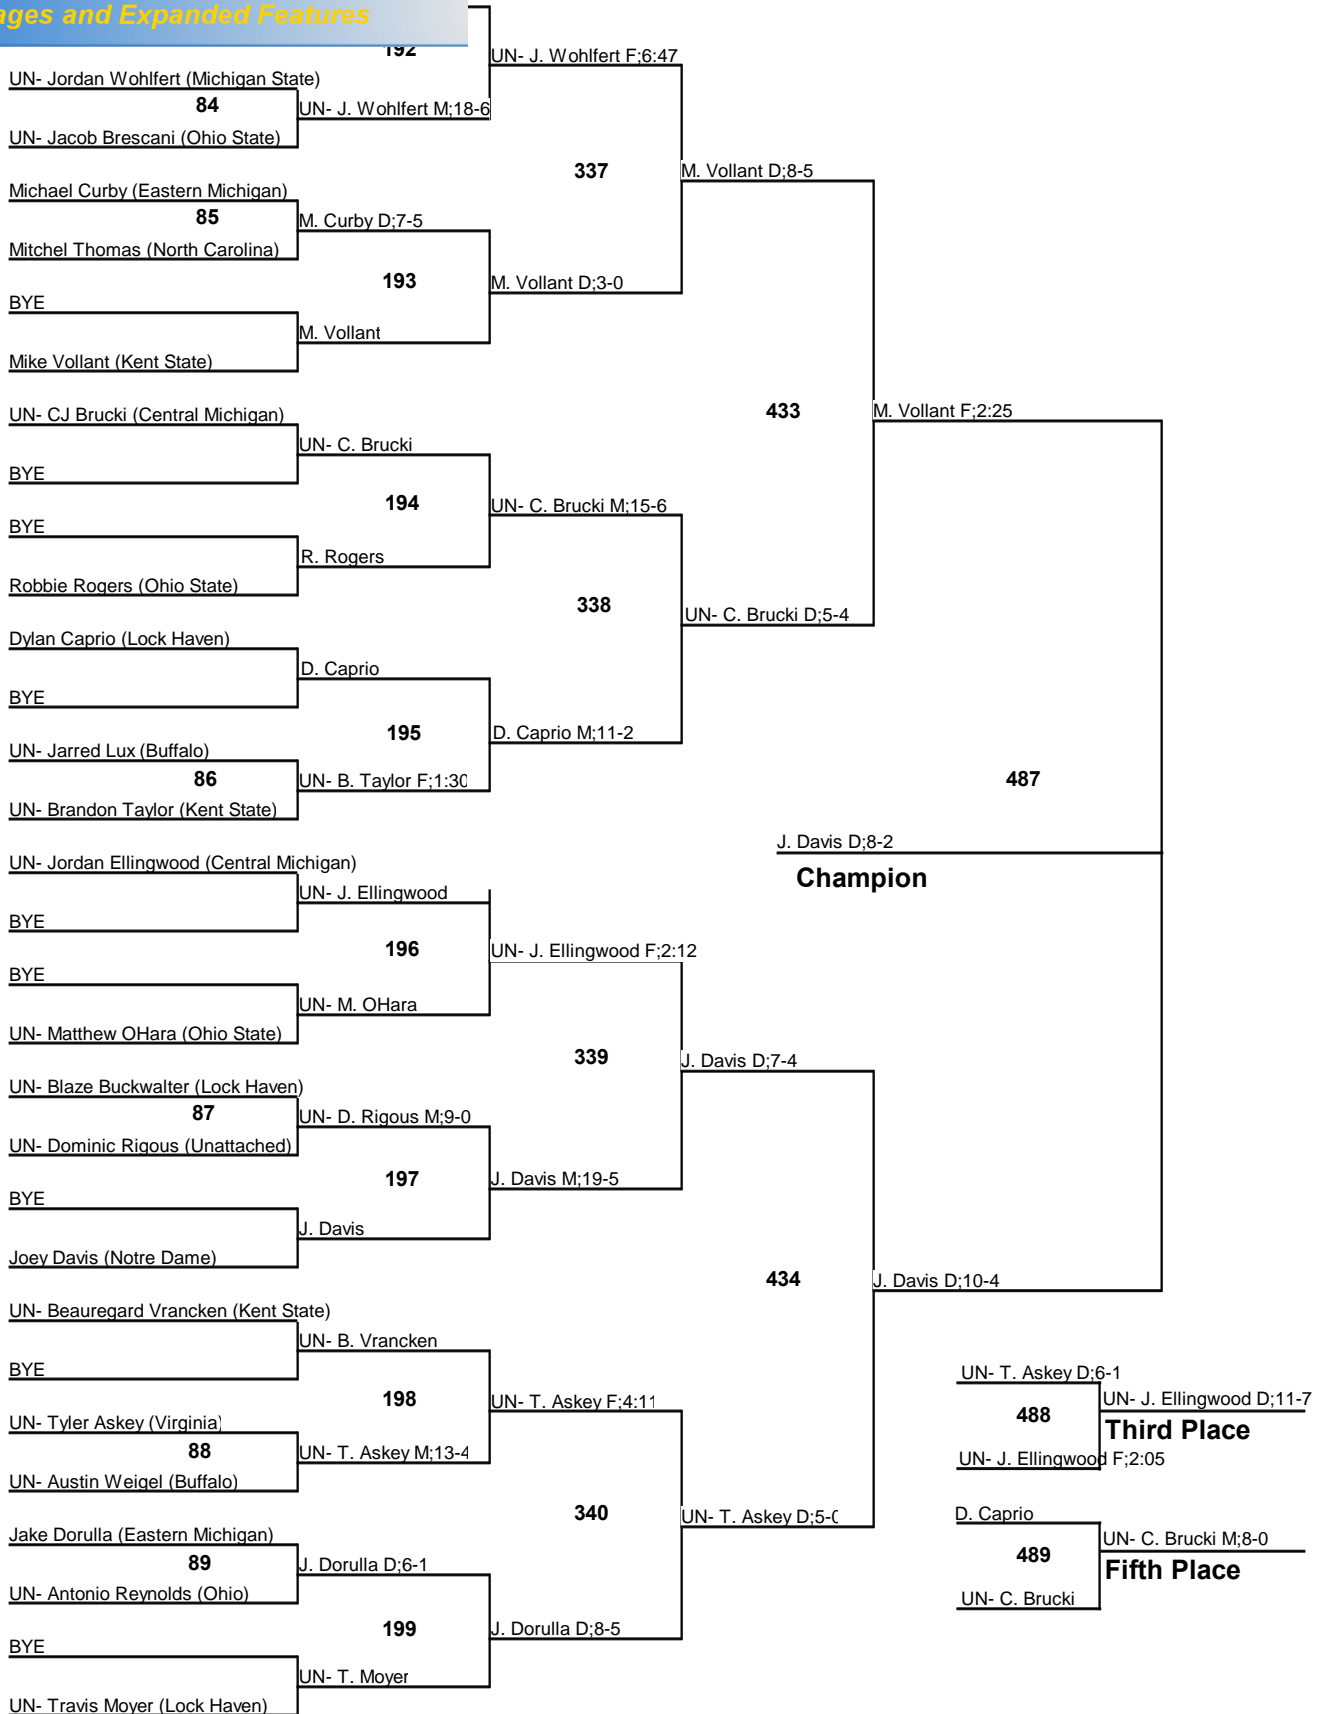 ages and Expanded Features
192
UN- J. Wohlfert F;6:47
UN- Jordan Wohlfert (Michigan State)
84
UN- J. Wohlfert M;18-6
UN- Jacob Brescani (Ohio State)
337
M. Vollant D;8-5
Michael Curby (Eastern Michigan)
85
M. Curby D;7-5
Mitchel Thomas (North Carolina)
193
M. Vollant D;3-0
BYE
M. Vollant
Mike Vollant (Kent State)
433
M. Vollant F;2:25
UN- CJ Brucki (Central Michigan)
UN- C. Brucki
BYE
194
UN- C. Brucki M;15-6
BYE
R. Rogers
Robbie Rogers (Ohio State)
338
UN- C. Brucki D;5-4
Dylan Caprio (Lock Haven)
D. Caprio
BYE
195
D. Caprio M;11-2
UN- Jarred Lux (Buffalo)
86
UN- B. Taylor F;1:30
487
UN- Brandon Taylor (Kent State)
J. Davis D;8-2
Champion
UN- Jordan Ellingwood (Central Michigan)
UN- J. Ellingwood
BYE
196
UN- J. Ellingwood F;2:12
BYE
UN- M. OHara
UN- Matthew OHara (Ohio State)
339
J. Davis D;7-4
UN- Blaze Buckwalter (Lock Haven)
87
UN- D. Rigous M;9-0
UN- Dominic Rigous (Unattached)
197
J. Davis M;19-5
BYE
J. Davis
Joey Davis (Notre Dame)
434
J. Davis D;10-4
UN- Beauregard Vrancken (Kent State)
UN- B. Vrancken
BYE
198
UN- T. Askey F;4:11
UN- Tyler Askey (Virginia)
88
UN- T. Askey M;13-4
UN- Austin Weigel (Buffalo)
340
UN- T. Askey D;5-0
Jake Dorulla (Eastern Michigan)
89
J. Dorulla D;6-1
UN- Antonio Reynolds (Ohio)
199
J. Dorulla D;8-5
BYE
UN- T. Moyer
UN- Travis Moyer (Lock Haven)
UN- T. Askey D;6-1
488
UN- J. Ellingwood D;11-7
Third Place
UN- J. Ellingwood F;2:05
D. Caprio
489
UN- C. Brucki M;8-0
Fifth Place
UN- C. Brucki